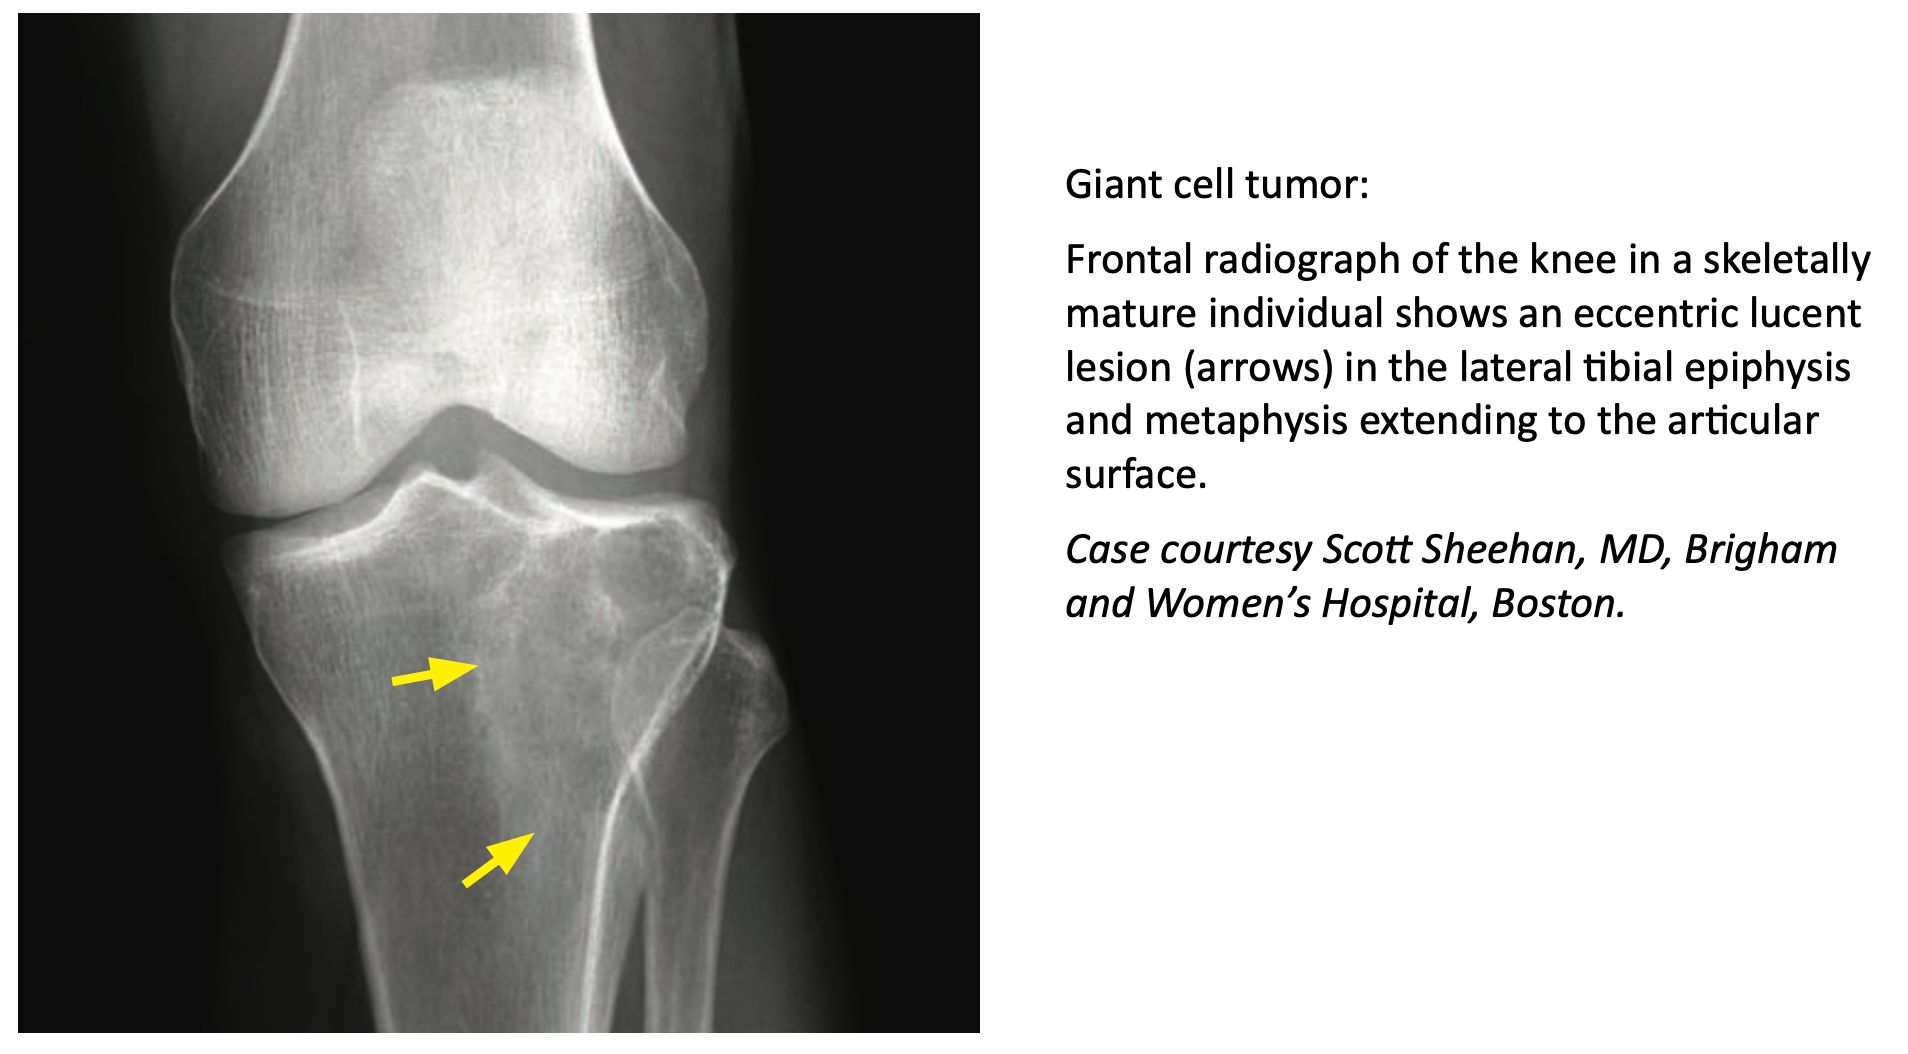 Giant cell tumor:
Frontal radiograph of the knee in a skeletally
mature individual shows an eccentric lucent
lesion (arrows) in the lateral tibial epiphysis
and metaphysis extending to the articular
surface.
Case courtesy Scott Sheehan, MD, Brigham
and Women’s Hospital, Boston.